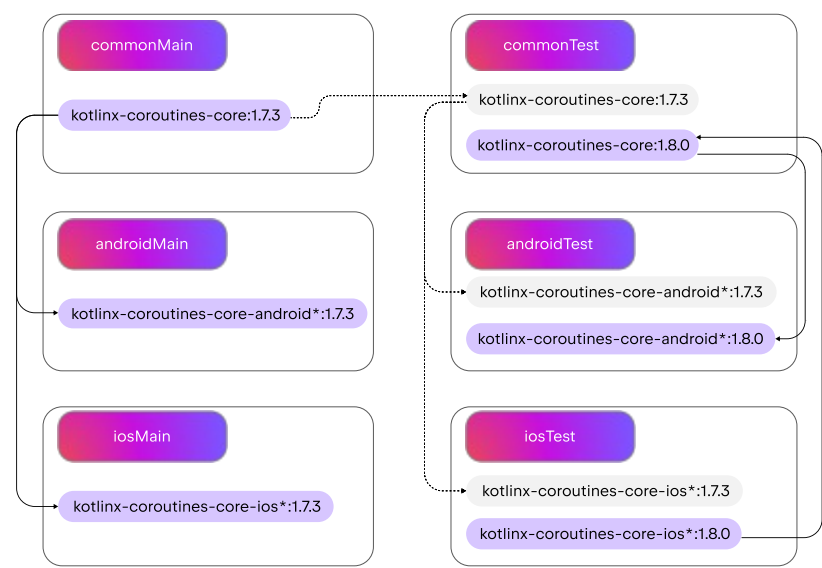 commonMain
kotlinx-coroutines-core:1.7.3
commonTest
kotlinx-coroutines-core:1.7.3
kotlinx-coroutines-core:1.8.0
androidMain
kotlinx-coroutines-core-android*:1.7.3
androidTest
kotlinx-coroutines-core-android*:1.7.3
kotlinx-coroutines-core-android*:1.8.0
iosMain
kotlinx-coroutines-core-ios*:1.7.3
iosTest
kotlinx-coroutines-core-ios*:1.7.3
kotlinx-coroutines-core-ios*:1.8.0